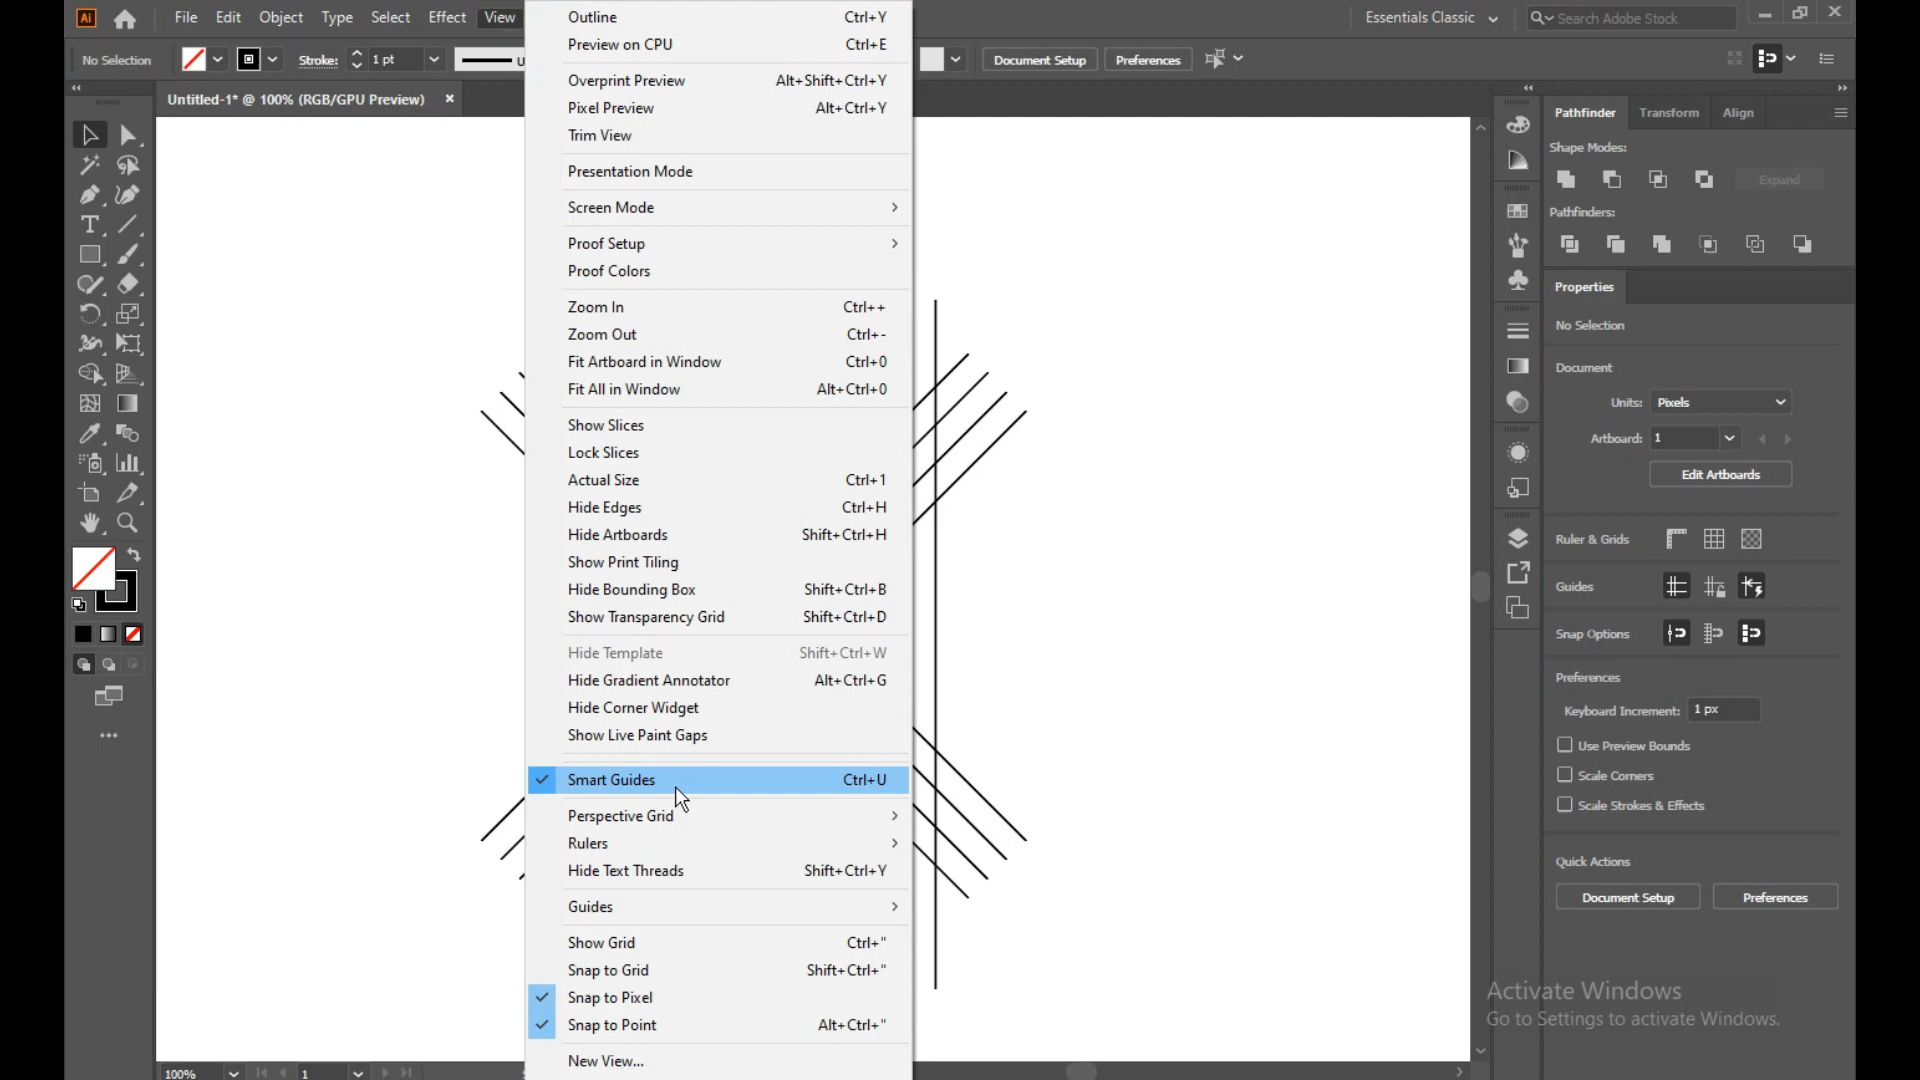 Ai File Edit Object Type Select Effect View Essentials Classic Search Adobe Stock
No Selection Stroke: 1 pt Document Setup Preferences
Untitled-1* @ 100% (RGB/GPU Preview)
Outline Ctrl+Y
Preview on CPU Ctrl+E
Overprint Preview Alt+Shift+Ctrl+Y
Pixel Preview Alt+Ctrl+Y
Trim View
Presentation Mode
Screen Mode
Proof Setup
Proof Colors
Zoom In Ctrl++
Zoom Out Ctrl+-
Fit Artboard in Window Ctrl+0
Fit All in Window Alt+Ctrl+0
Show Slices
Lock Slices
Actual Size Ctrl+1
Hide Edges Ctrl+H
Hide Artboards Shift+Ctrl+H
Show Print Tiling
Hide Bounding Box Shift+Ctrl+B
Show Transparency Grid Shift+Ctrl+D
Hide Template Shift+Ctrl+W
Hide Gradient Annotator Alt+Ctrl+G
Hide Corner Widget
Show Live Paint Gaps
Smart Guides Ctrl+U
Perspective Grid
Rulers
Hide Text Threads Shift+Ctrl+Y
Guides
Show Grid Ctrl+"
Snap to Grid Shift+Ctrl+"
Snap to Pixel
Snap to Point Alt+Ctrl+"
New View...
Pathfinder Transform Align
Shape Modes:
Expand
Pathfinders:
Properties
No Selection
Document
Units: Pixels
Artboard: 1
Edit Artboards
Ruler & Grids
Guides
Snap Options
Preferences
Keyboard Increment: 1 px
Use Preview Bounds
Scale Corners
Scale Strokes & Effects
Quick Actions
Document Setup Preferences
Activate Windows
Go to Settings to activate Windows.
100% 1